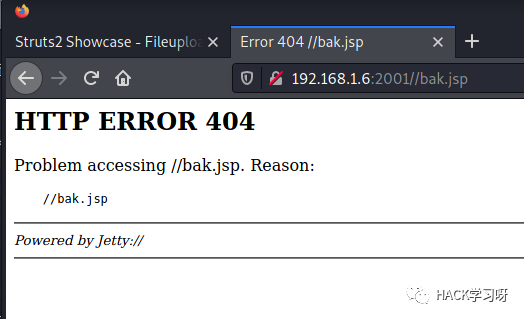 Struts2 Showcase - Fileuploa
Error 404 //bak.jsp
192.168.1.6:2001//bak.jsp
HTTP ERROR 404
Problem accessing //bak.jsp. Reason:
//bak.jsp
Powered by Jetty://
HACK学习呀